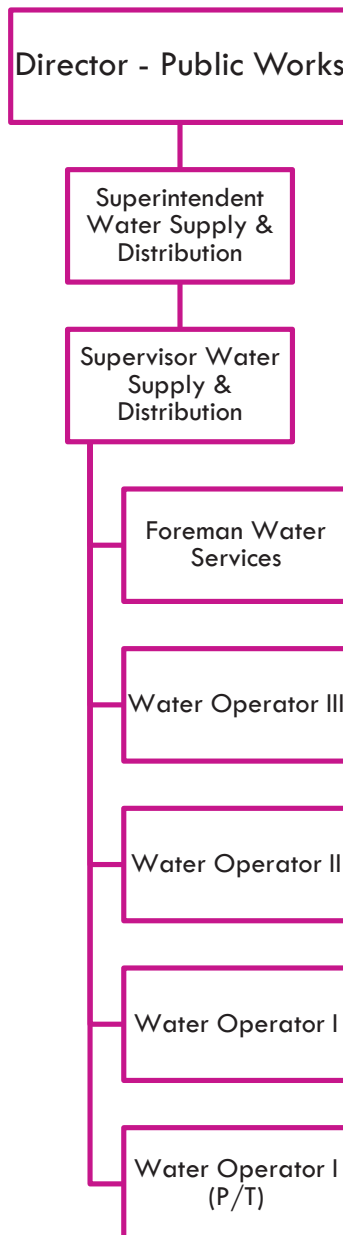 Director - Public Works
Superintendent
Water Supply &
Distribution
Supervisor Water
Supply &
Distribution
Foreman Water
Services
Water Operator III
Water Operator II
Water Operator I
Water Operator I
(P/T)